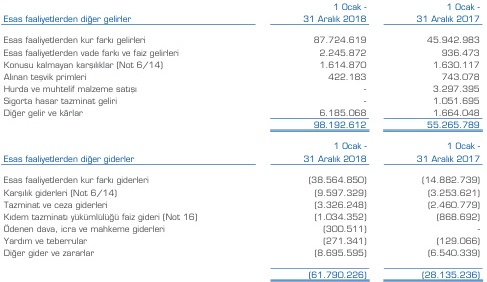 1 Ocak - 1 Ocak -
Esas faaliyetlerden diğer gelirler 31 Aralık 2018 31 Aralık 2017
Esas faaliyetlerden kur farkı gelirleri 87.724.619 45.942.983
Esas faaliyetlerden vade farkı ve faiz gelirleri 2.245.872 936.473
Konusu kalmayan karşılıklar (Not 6/14) 1.614.870 1.630.117
Alınan teşvik primleri 422.183 743.078
Hurda ve muhtelif malzeme satışı - 3.297.395
Sigorta hasar tazminat geliri - 1.051.695
Diğer gelir ve kârlar 6.185.068 1.664.048
98.192.612 55.265.789
1 Ocak - 1 Ocak -
Esas faaliyetlerden diğer giderler 31 Aralık 2018 31 Aralık 2017
Esas faaliyetlerden kur farkı giderleri (38.564.850) (14.882.739)
Karşılık giderleri (Not 6/14) (9.597.329) (3.253.621)
Tazminat ve ceza giderleri (3.326.248) (2.460.779)
Kıdem tazminatı yükümlülüğü faiz gideri (Not 16) (1.034.352) (868.692)
Ödenen dava, icra ve mahkeme giderleri (300.511) -
Yardım ve teberrular (271.341) (129.066)
Diğer gider ve zararlar (8.695.595) (6.540.339)
(61.790.226) (28.135.236)